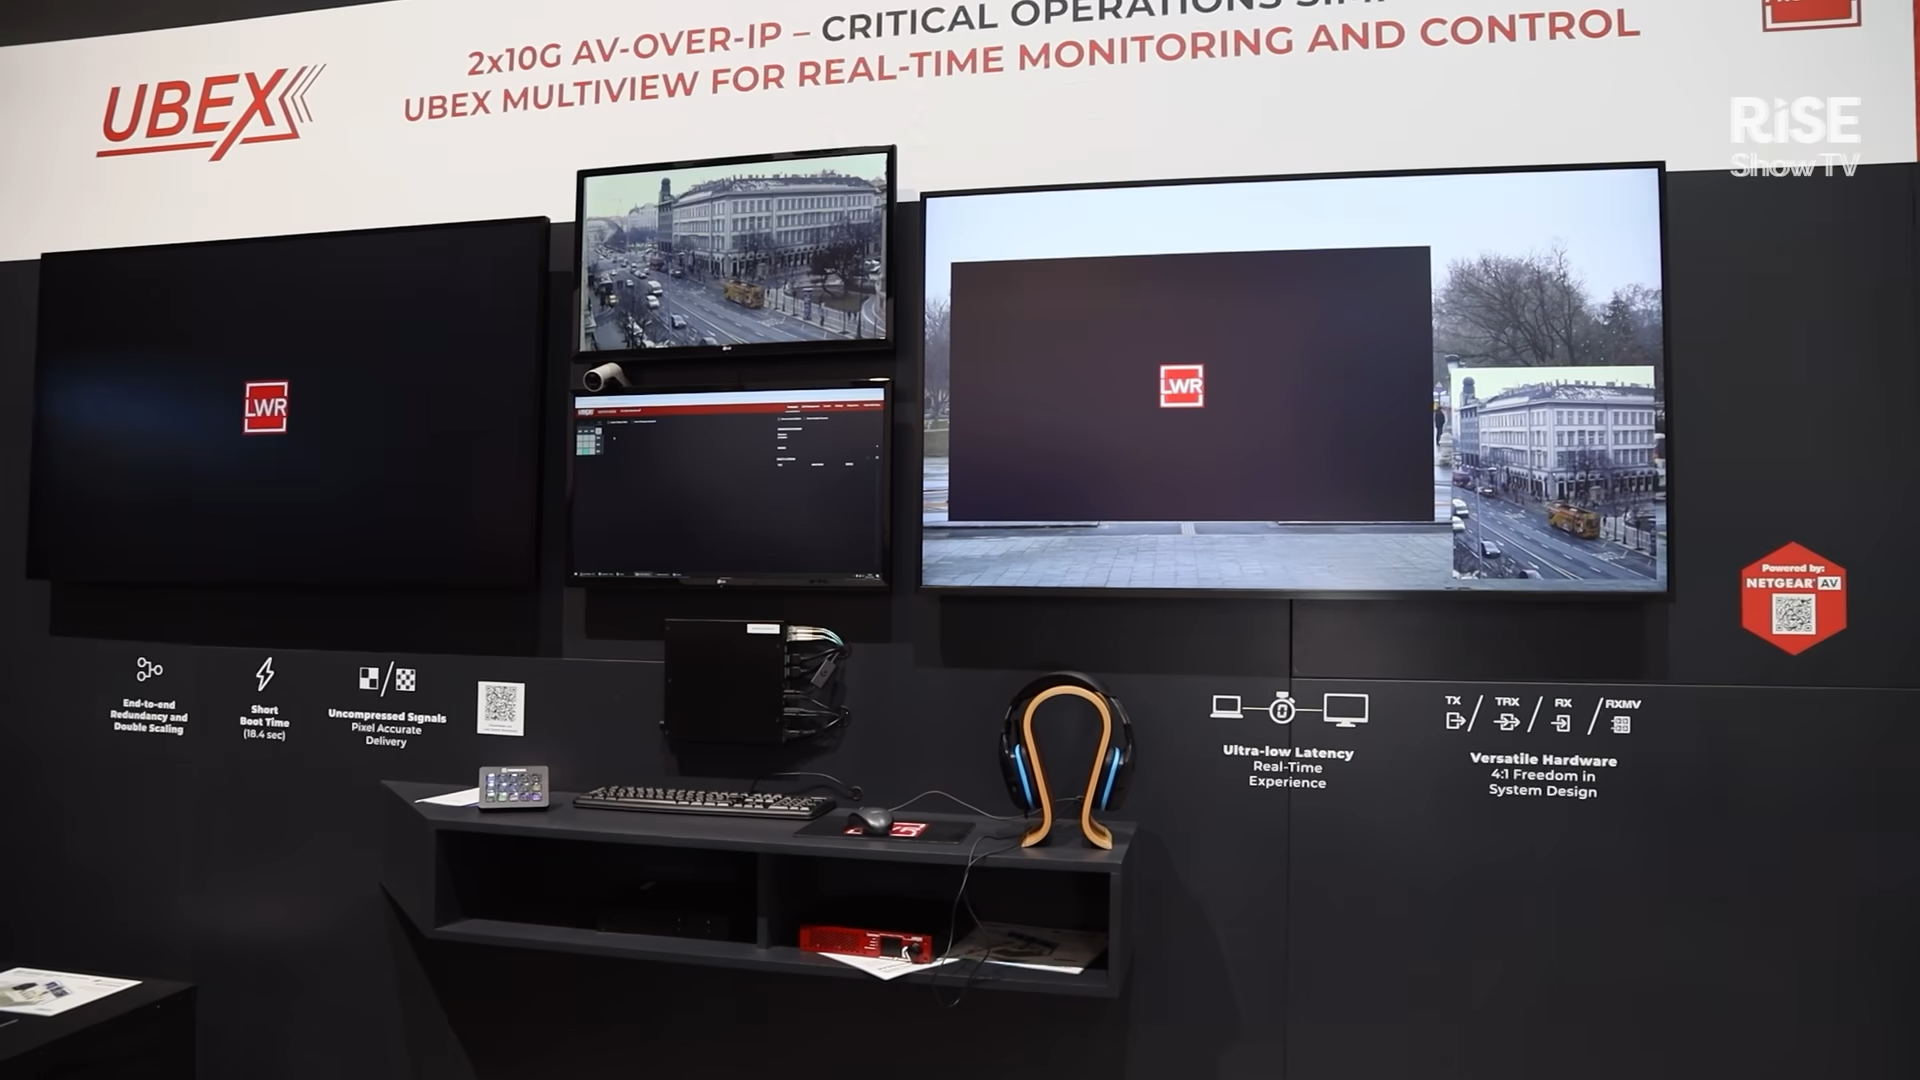 2x10G AV-OVER-IP – CRITICAL OPERATIONS
UBEX MULTIVIEW FOR REAL-TIME MONITORING AND CONTROL
UBEX
RiSE
Show TV
LWR
LWR
Powered by:
NETGEAR AV
End-to-end
Redundancy and
Double Scaling
Short
Boot Time
(18.4 sec)
Uncompressed Signals
Pixel Accurate
Delivery
0
Ultra-low Latency
Real-Time
Experience
TX / TRX / RX / RXMV
Versatile Hardware
4:1 Freedom in
System Design